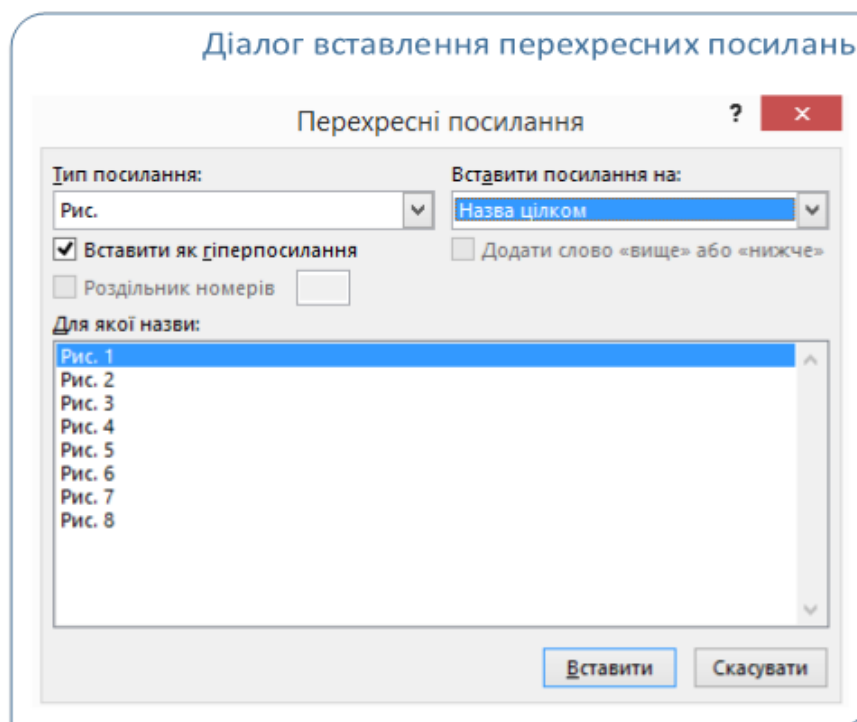 Діалог вставлення перехресних посилань
Перехресні посилання ? ×
Тип посилання: Вставити посилання на:
Рис. Назва цілком
Вставити як гіперпосилання Додати слово «вище» або «нижче»
Роздільник номерів
Для якої назви:
Рис. 1
Рис. 2
Рис. 3
Рис. 4
Рис. 5
Рис. 6
Рис. 7
Рис. 8
Вставити Скасувати